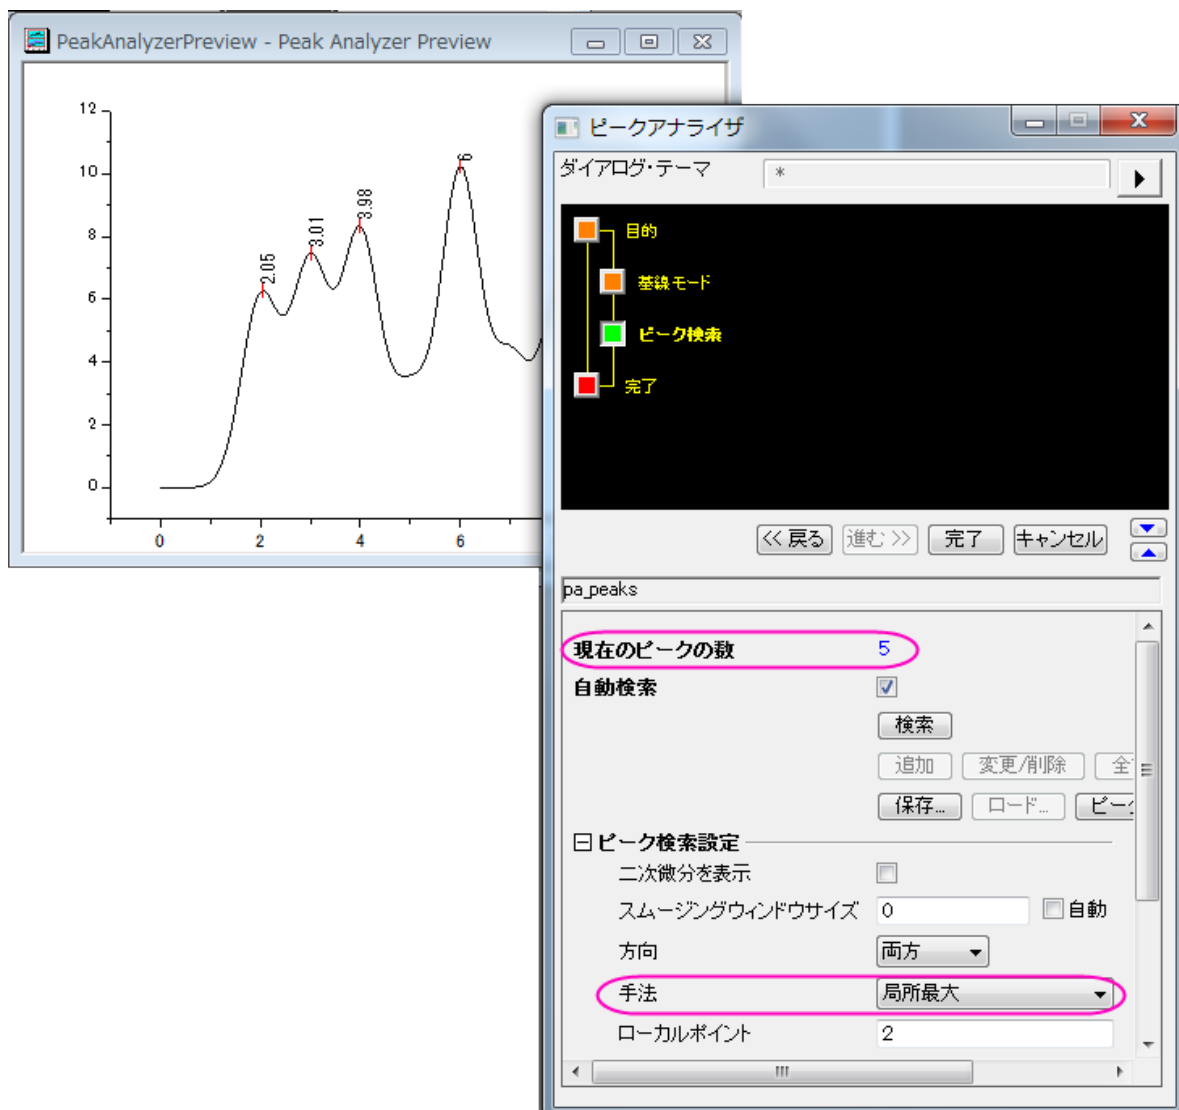 PeakAnalyzerPreview - Peak Analyzer Preview
12
10
8
6
4
2
0
2.05
3.01
3.98
6
0
2
4
6
ピークアナライザ
ダイアログ・テーマ *
目的
基線モード
ピーク検索
完了
<< 戻る 進む >> 完了 キャンセル
pa_peaks
現在のピークの数 5
自動検索
検索
追加 変更/削除 全
保存... ロード... ピー
ピーク検索設定
二次微分を表示
スムージングウィンドウサイズ 0 自動
方向 両方
手法 局所最大
ローカルポイント 2